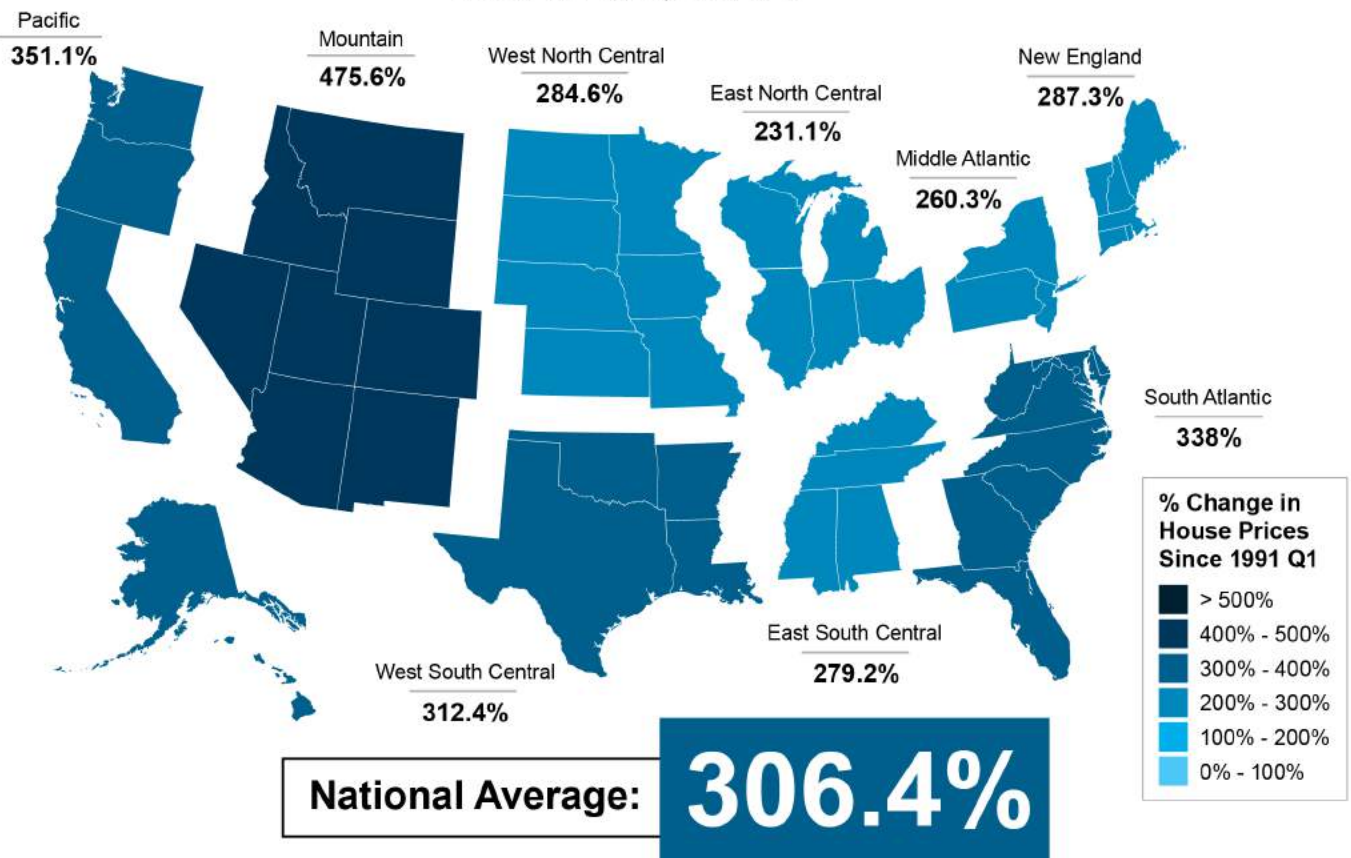 Pacific
351.1%
Mountain
475.6%
West North Central
284.6%
East North Central
231.1%
New England
287.3%
Middle Atlantic
260.3%
South Atlantic
338%
% Change in
House Prices
Since 1991 Q1
> 500%
400% - 500%
300% - 400%
200% - 300%
100% - 200%
0% - 100%
East South Central
279.2%
West South Central
312.4%
National Average:
306.4%